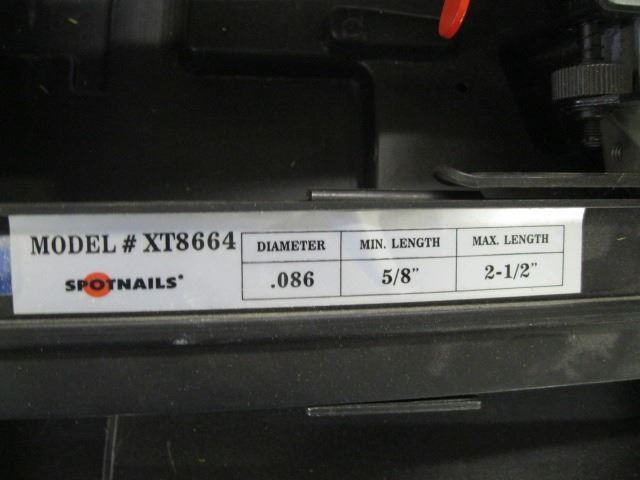 MODEL # XT8664
SPOTNAILS®
DIAMETER MIN. LENGTH MAX. LENGTH
.086 5/8" 2-1/2"